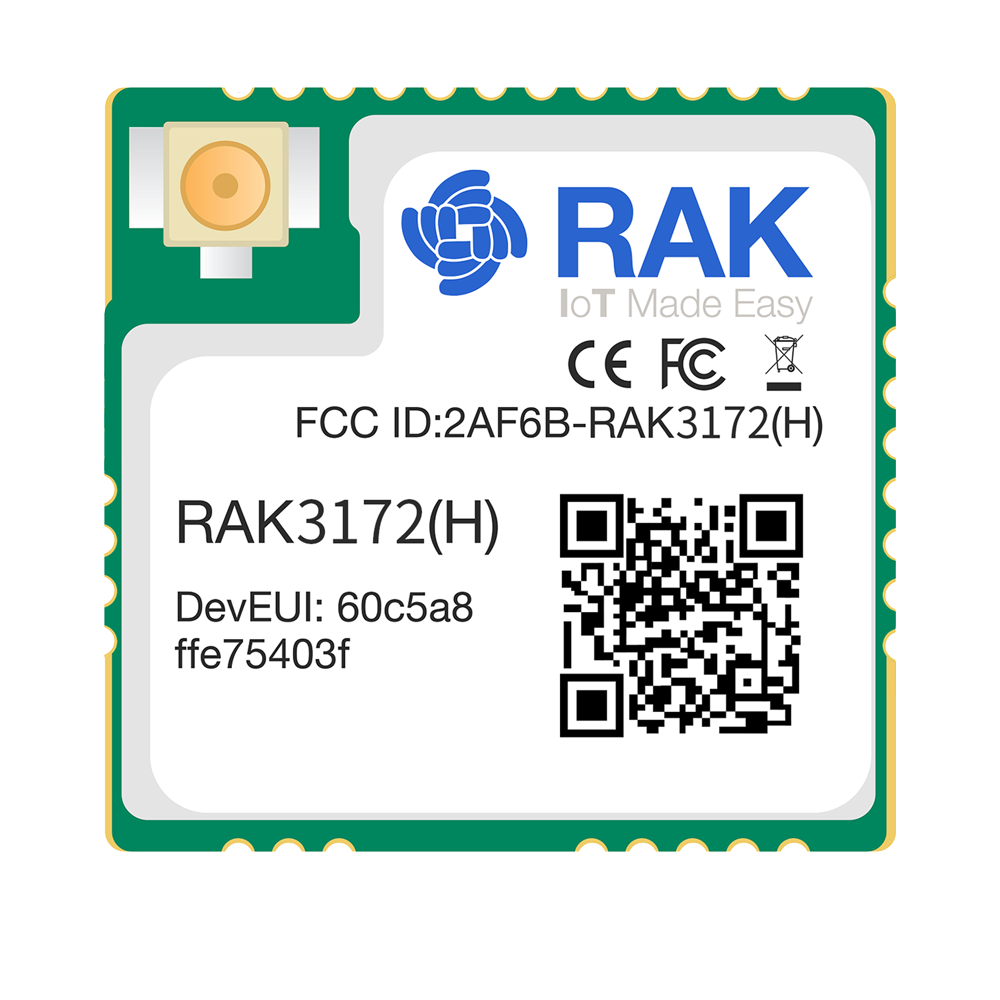 RAK
IoT Made Easy
CE FC
FCC ID:2AF6B-RAK3172(H)
RAK3172(H)
DevEUI: 60c5a8
ffe75403f